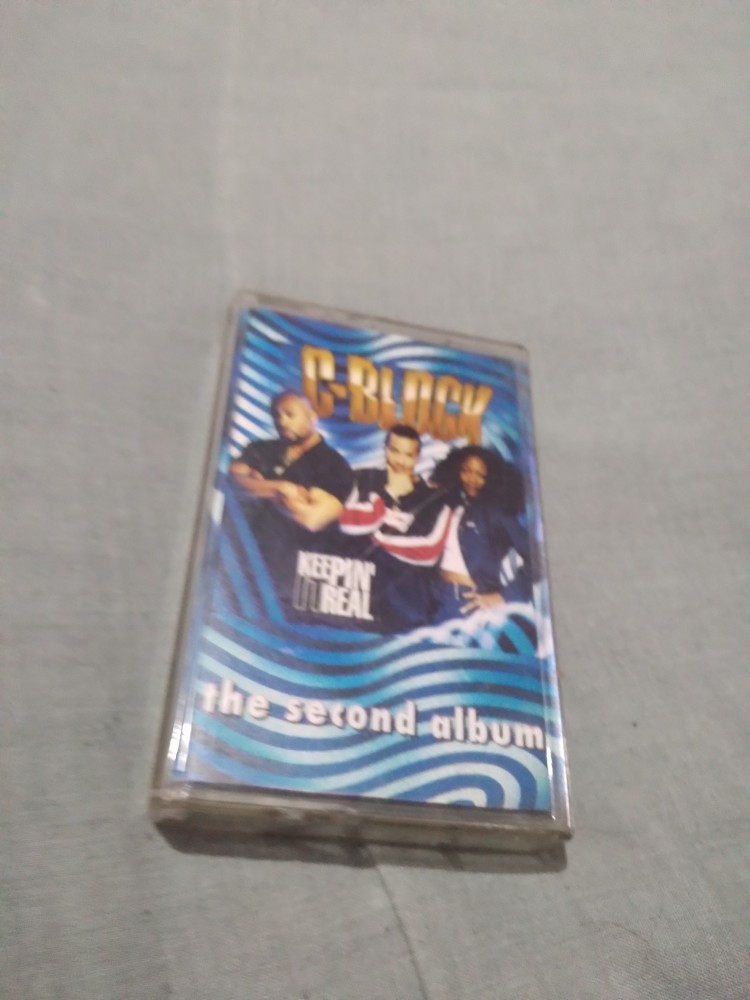 C-BLOCK
KEEPIN'
IT REAL
the second album